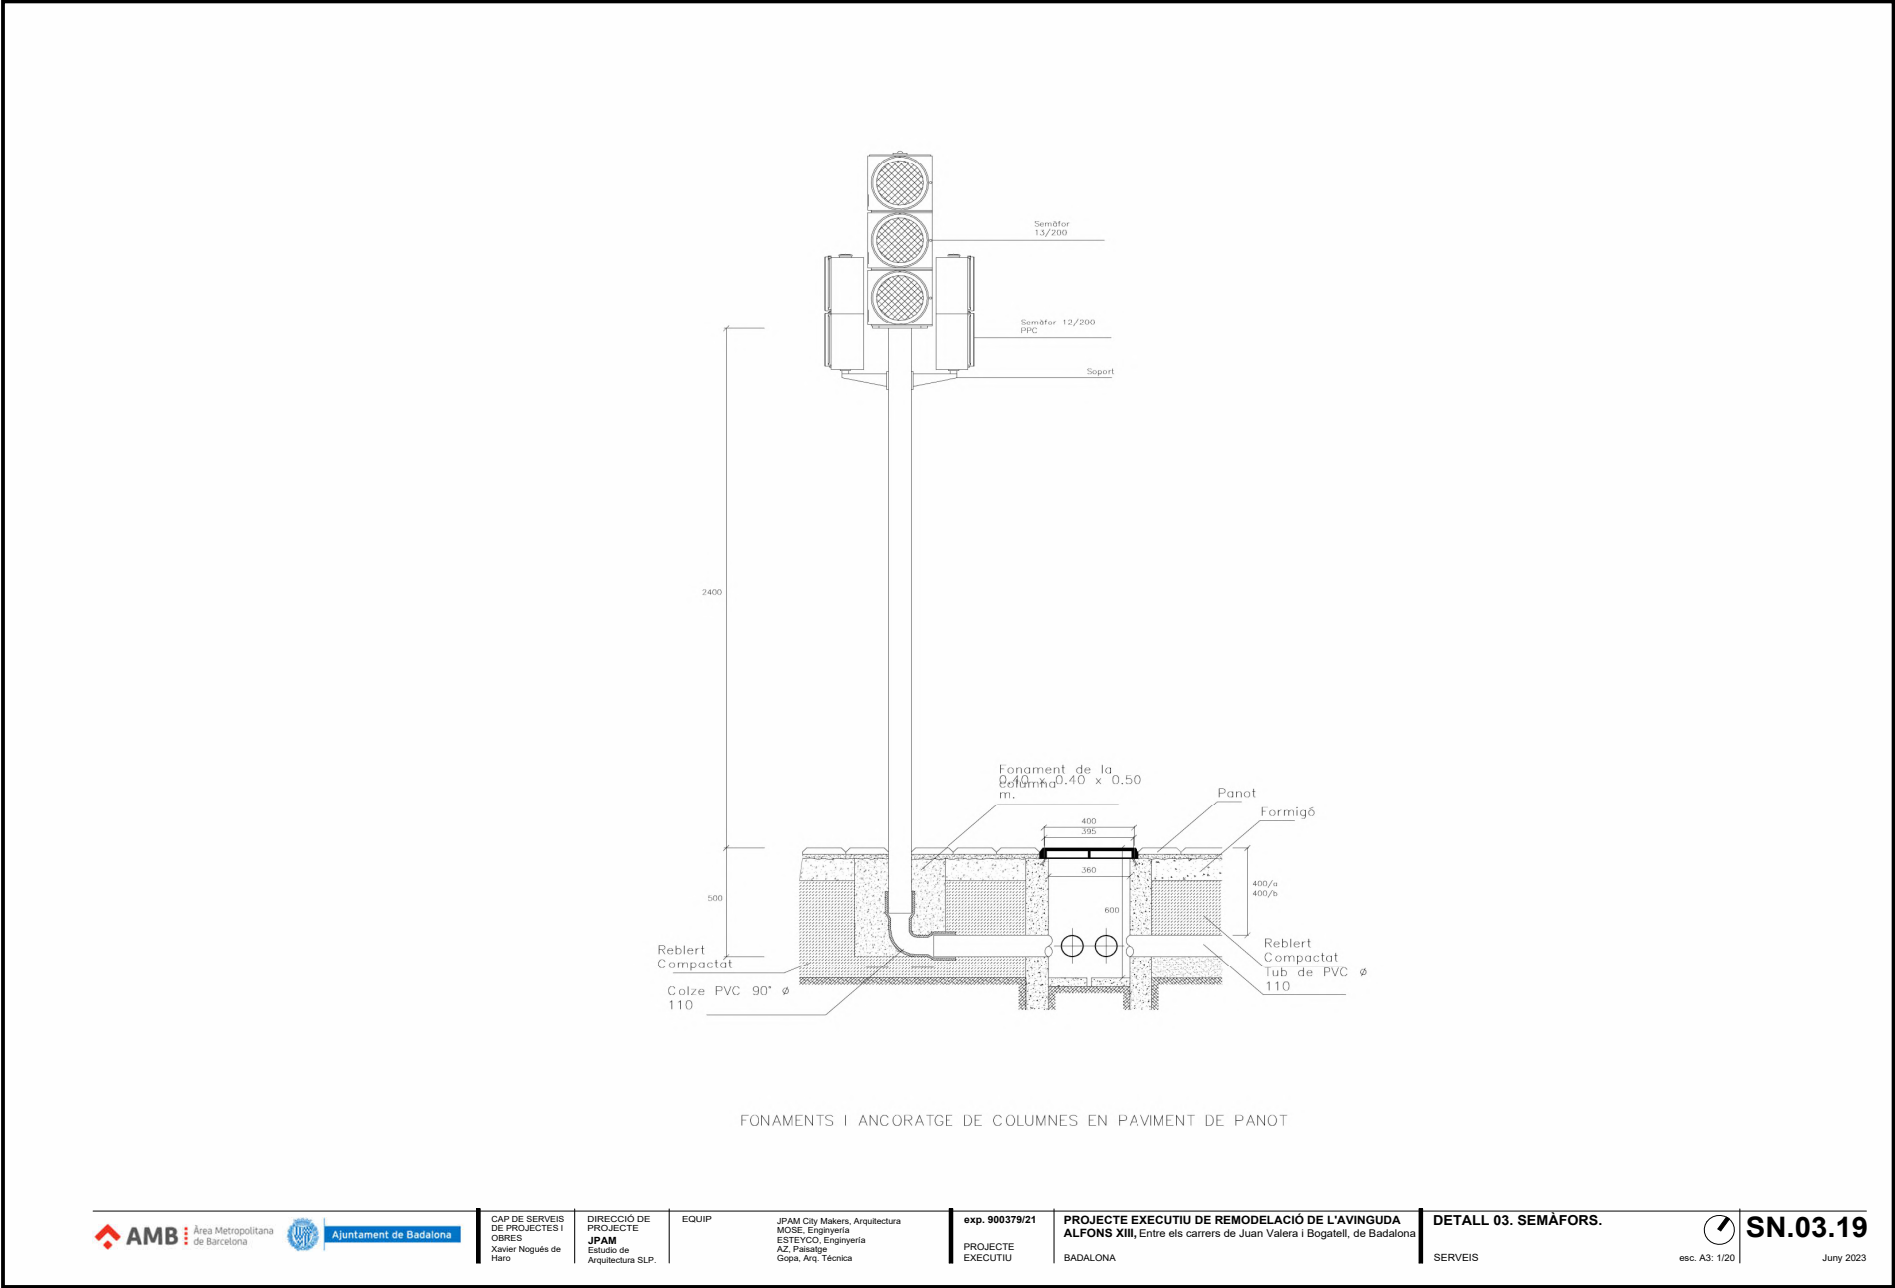 Semàfor
13/200
Semàfor 12/200
PPC
Soport
2400
Fonament de la
columna
0.40 x 0.40 x 0.50
m.
Panot
Formigó
400
395
360
400/a
400/b
500
600
Reblert
Compactat
Colze PVC 90° ø
110
Reblert
Compactat
Tub de PVC ø
110
FONAMENTS I ANCORATGE DE COLUMNES EN PAVIMENT DE PANOT
AMB
Àrea Metropolitana
de Barcelona
Ajuntament de Badalona
CAP DE SERVEIS
DE PROJECTES I
OBRES
Xavier Nogués de
Haro
DIRECCIÓ DE
PROJECTE
JPAM
Estudio de
Arquitectura SLP.
EQUIP
JPAM City Makers, Arquitectura
MOSE, Enginyería
ESTEYCO, Enginyería
AZ, Paisatge
Gopa, Arq. Técnica
exp. 900379/21
PROJECTE
EXECUTIU
PROJECTE EXECUTIU DE REMODELACIÓ DE L'AVINGUDA
ALFONS XIII, Entre els carrers de Juan Valera i Bogatell, de Badalona
BADALONA
DETALL 03. SEMÀFORS.
SERVEIS
esc. A3: 1/20
SN.03.19
Juny 2023